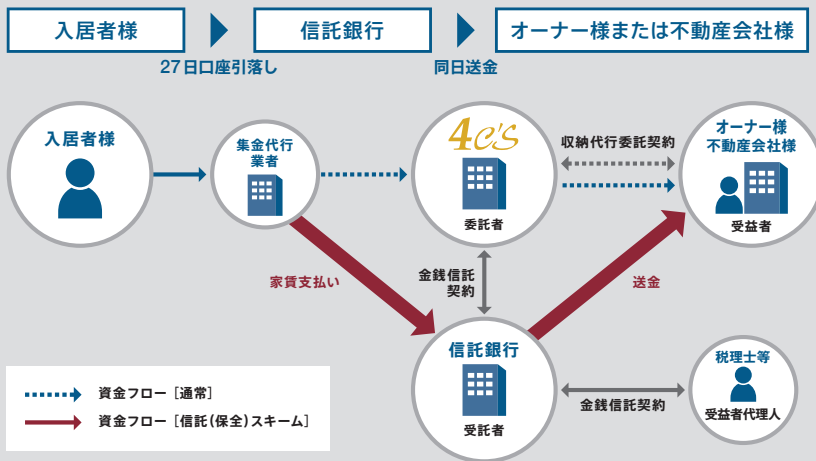 入居者様
信託銀行
オーナー様または不動産会社様
27日口座引落し
同日送金
入居者様
集金代行
業者
4C'S
委託者
収納代行委託契約
オーナー様
不動産会社様
受益者
家賃支払い
金銭信託
契約
送金
信託銀行
受託者
金銭信託契約
税理士等
受益者代理人
資金フロー［通常］
資金フロー［信託(保全)スキーム］